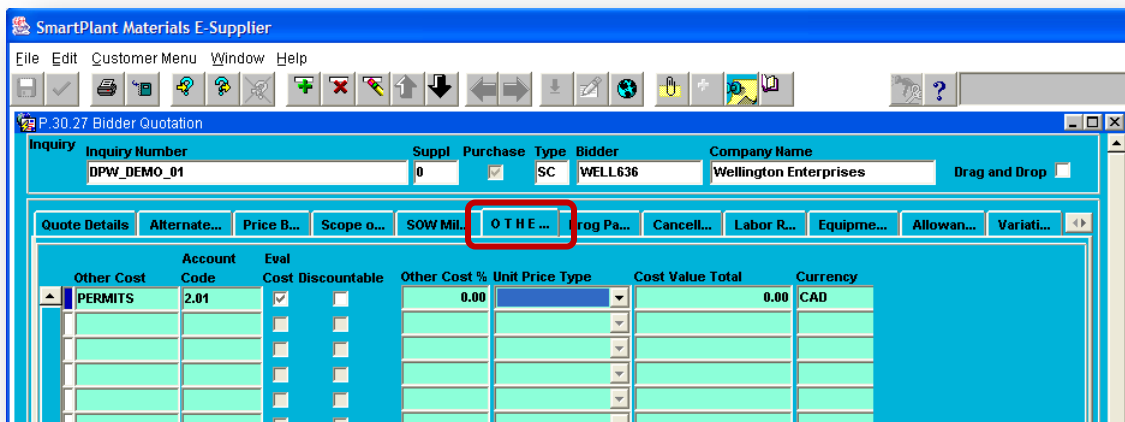 SmartPlant Materials E-Supplier
File Edit Customer Menu Window Help
?
P.30.27 Bidder Quotation
Inquiry
Inquiry Number Suppl Purchase Type Bidder Company Name
DPW_DEMO_01 0 SC WELL636 Wellington Enterprises Drag and Drop
Quote Details Alternate... Price B... Scope o... SOW Mil... O T H E ... Prog Pa... Cancell... Labor R... Equipme... Allowan... Variati...
Account Eval
Other Cost Code Cost Discountable Other Cost % Unit Price Type Cost Value Total Currency
PERMITS 2.01 0.00 0.00 CAD